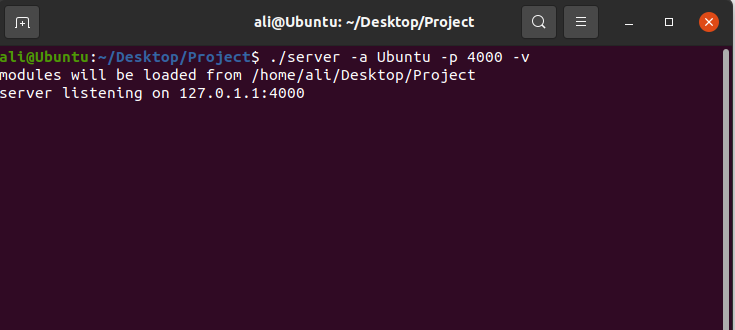 ali@Ubuntu: ~/Desktop/Project
ali@Ubuntu:~/Desktop/Project$ ./server -a Ubuntu -p 4000 -v
modules will be loaded from /home/ali/Desktop/Project
server listening on 127.0.1.1:4000